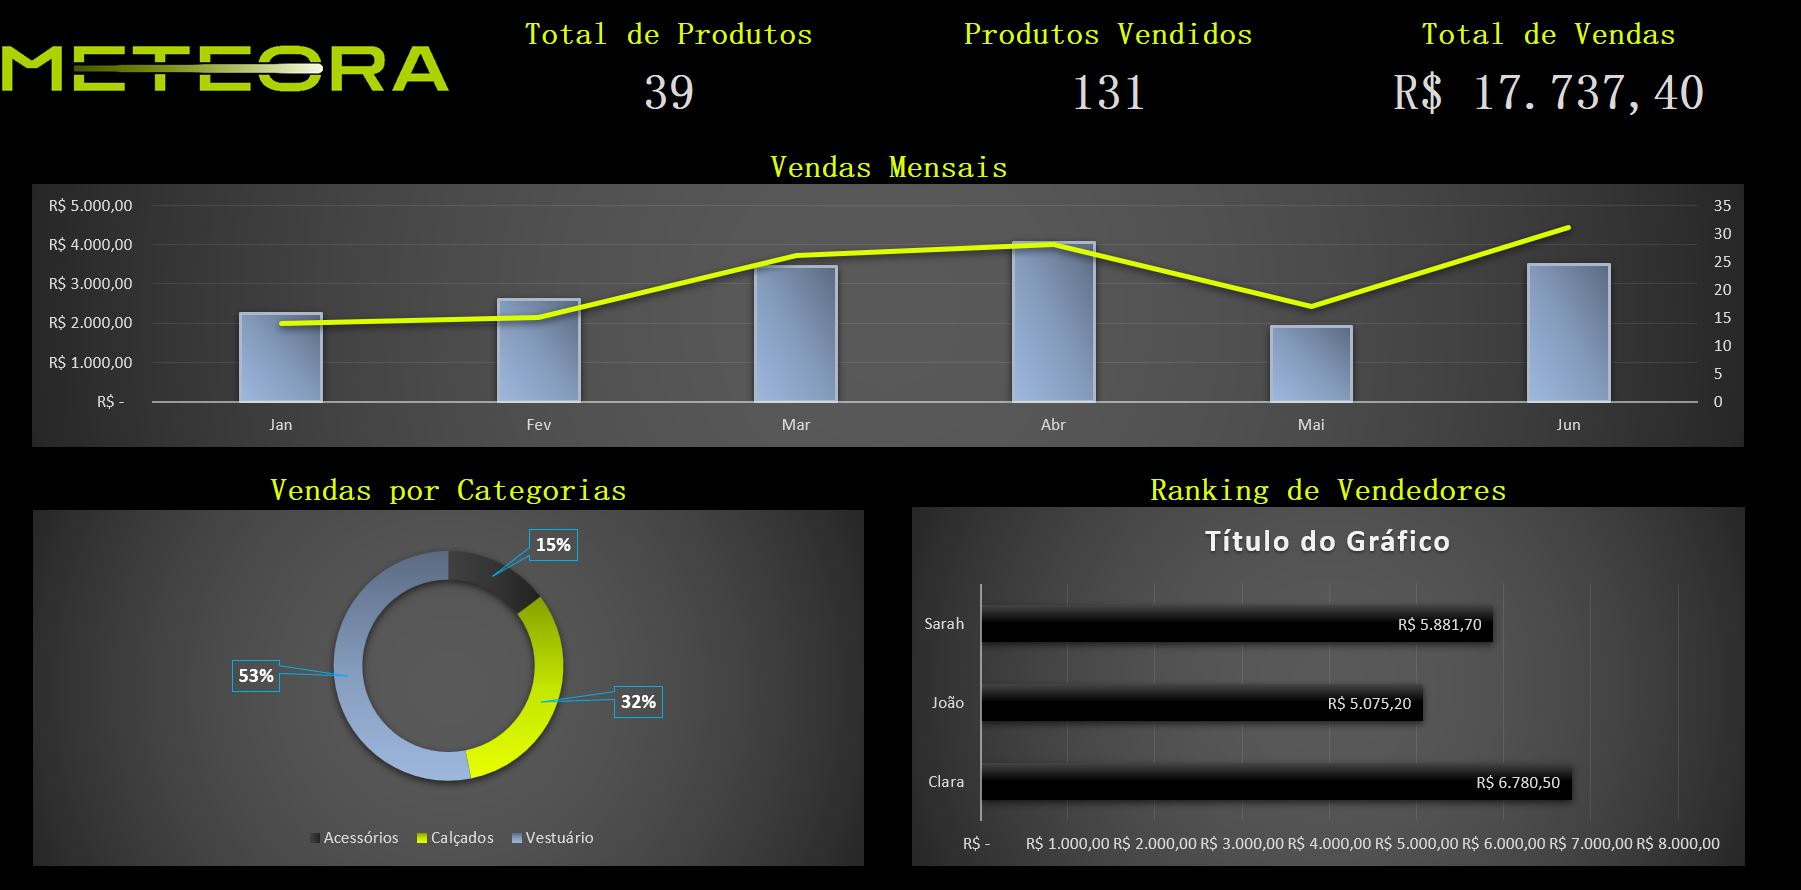 METEORA
Total de Produtos
39
Produtos Vendidos
131
Total de Vendas
R$ 17.737,40
Vendas Mensais
R$ 5.000,00
R$ 4.000,00
R$ 3.000,00
R$ 2.000,00
R$ 1.000,00
R$ -
35
30
25
20
15
10
5
0
Jan Fev Mar Abr Mai Jun
Vendas por Categorias
15%
53%
32%
Acessórios Calçados Vestuário
Ranking de Vendedores
Título do Gráfico
Sarah R$ 5.881,70
João R$ 5.075,20
Clara R$ 6.780,50
R$ - R$ 1.000,00 R$ 2.000,00 R$ 3.000,00 R$ 4.000,00 R$ 5.000,00 R$ 6.000,00 R$ 7.000,00 R$ 8.000,00